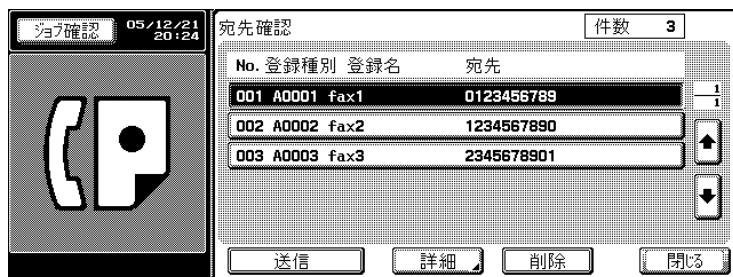 ジョブ確認 05/12/21 20:24
宛先確認 件数 3
No. 登録種別 登録名 宛先
001 A0001 fax1 0123456789
002 A0002 fax2 1234567890
003 A0003 fax3 2345678901
1
1
送信 詳細 削除 閉じる